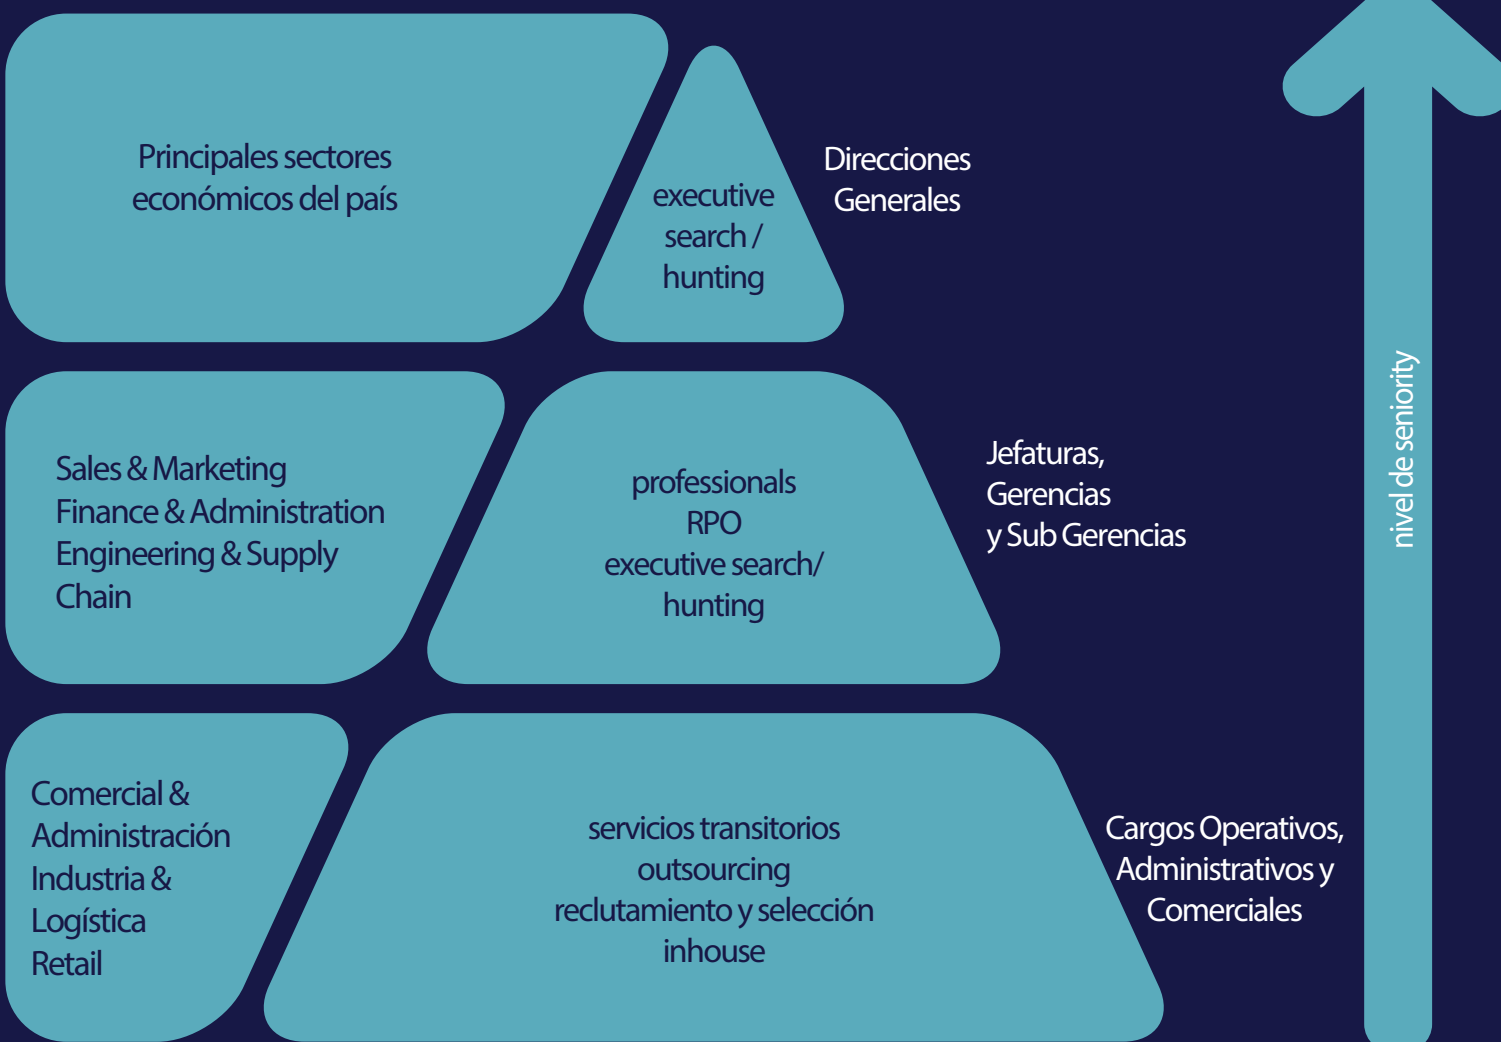 Principales sectores
económicos del país
executive
search /
hunting
Direcciones
Generales
Sales & Marketing
Finance & Administration
Engineering & Supply
Chain
professionals
RPO
executive search/
hunting
Jefaturas,
Gerencias
y Sub Gerencias
Comercial &
Administración
Industria &
Logística
Retail
servicios transitorios
outsourcing
reclutamiento y selección
inhouse
Cargos Operativos,
Administrativos y
Comerciales
nivel de seniority